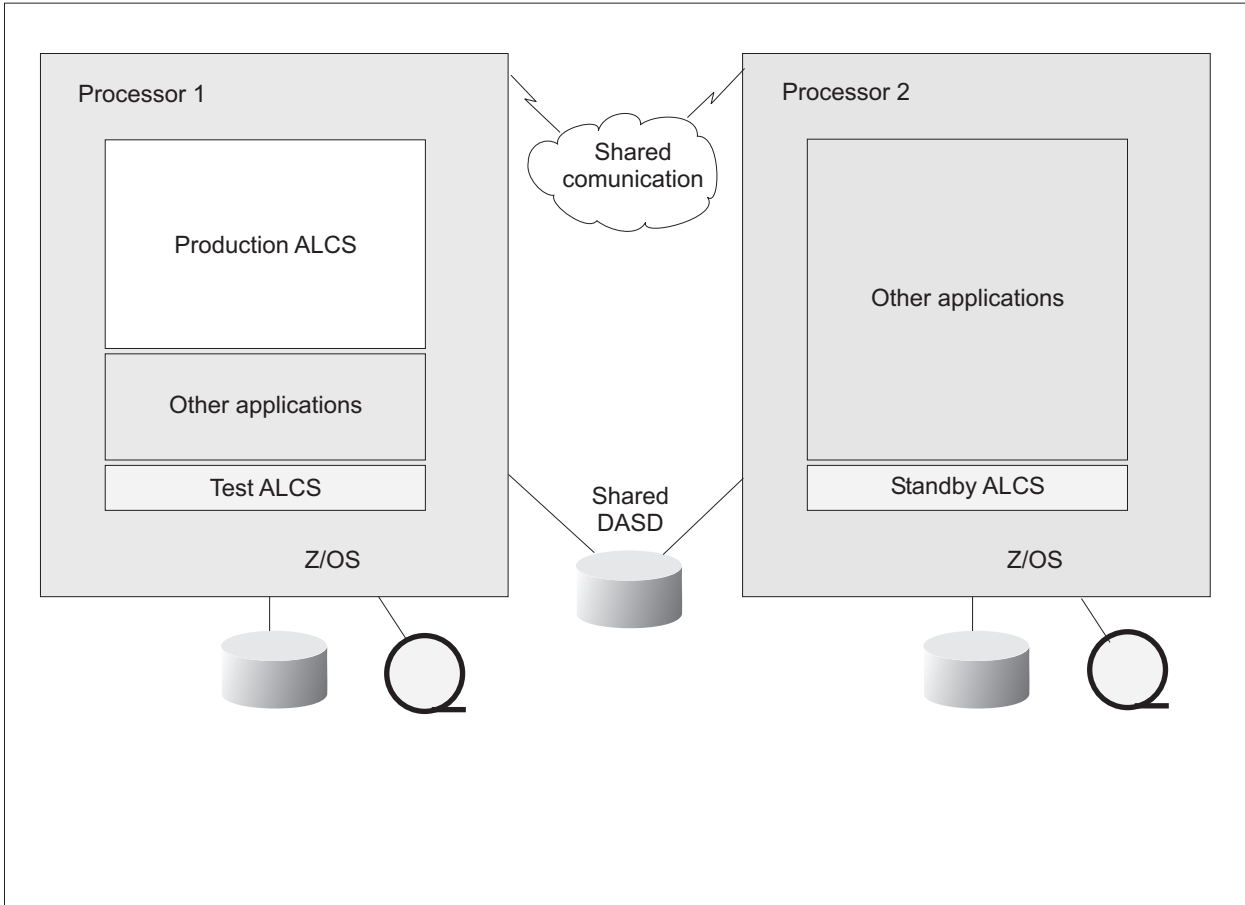 Processor 1
Production ALCS
Other applications
Test ALCS
Z/OS
Shared
comunication
Shared
DASD
Processor 2
Other applications
Standby ALCS
Z/OS